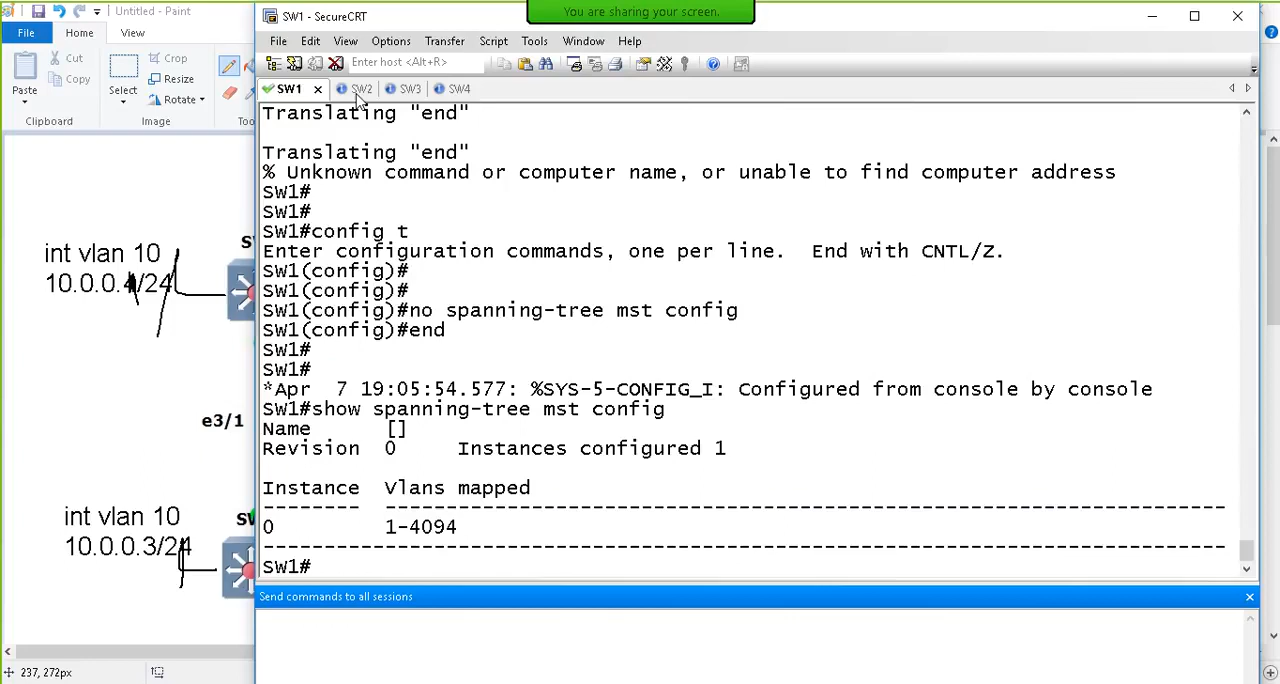 You are sharing your screen.
Untitled - Paint
File
Home
View
Paste
Cut
Copy
Clipboard
Select
Crop
Resize
Rotate
Image
Too
SW1 - SecureCRT
File Edit View Options Transfer Script Tools Window Help
Enter host <Alt+R>
SW1 SW2 SW3 SW4
Translating "end"
Translating "end"
% Unknown command or computer name, or unable to find computer address
SW1#
SW1#
SW1#config t
Enter configuration commands, one per line.  End with CNTL/Z.
SW1(config)#
SW1(config)#
SW1(config)#no spanning-tree mst config
SW1(config)#end
SW1#
SW1#
*Apr  7 19:05:54.577: %SYS-5-CONFIG_I: Configured from console by console
SW1#show spanning-tree mst config
Name      []
Revision  0     Instances configured 1
Instance  Vlans mapped
--------  ---------------------------------------------------------------------
0         1-4094
-------------------------------------------------------------------------------
SW1#
Send commands to all sessions
int vlan 10
10.0.0.4/24
e3/1
int vlan 10
10.0.0.3/24
237, 272px